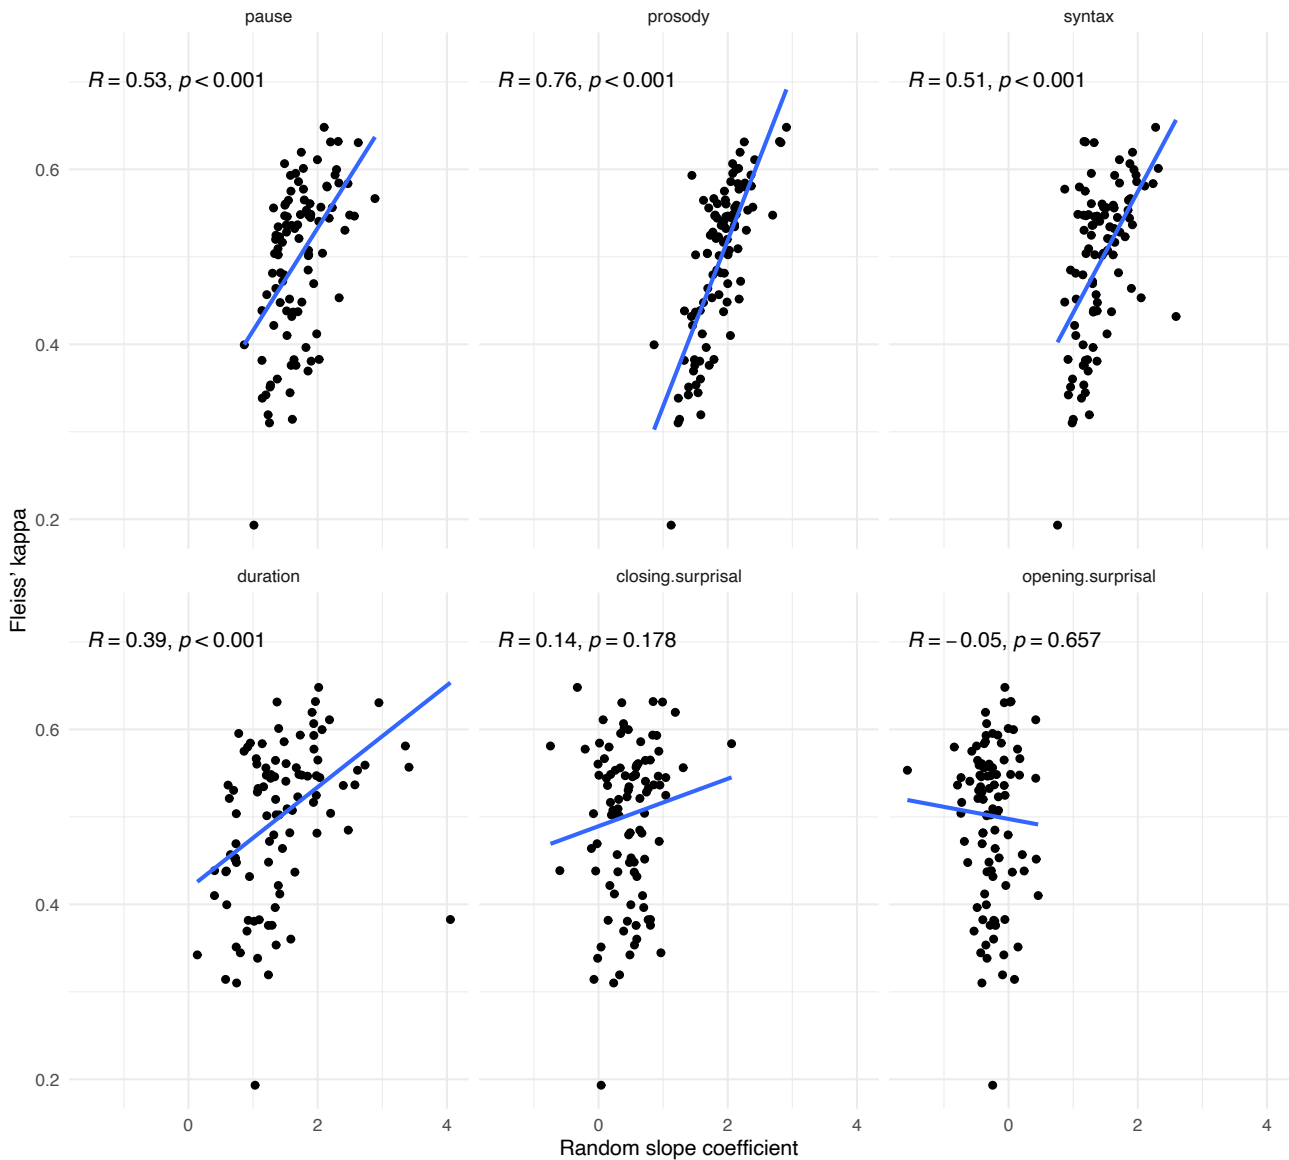 pause
prosody
syntax
R = 0.53, p < 0.001
R = 0.76, p < 0.001
R = 0.51, p < 0.001
0.6
0.4
0.2
Fleiss' kappa
duration
closing.surprisal
opening.surprisal
R = 0.39, p < 0.001
R = 0.14, p = 0.178
R = −0.05, p = 0.657
0.6
0.4
0.2
0 2 4
0 2 4
0 2 4
Random slope coefficient